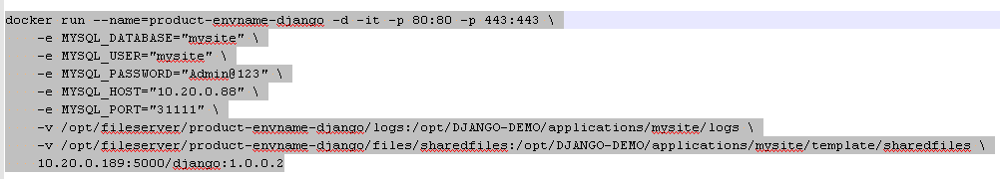 docker run --name=product-envname-django -d -it -p 80:80 -p 443:443 \
-e MYSQL_DATABASE="mysite" \
-e MYSQL_USER="mysite" \
-e MYSQL_PASSWORD="Admin@123" \
-e MYSQL_HOST="10.20.0.88" \
-e MYSQL_PORT="31111" \
-v /opt/fileserver/product-envname-django/logs:/opt/DJANGO-DEMO/applications/mysite/logs \
-v /opt/fileserver/product-envname-django/files/sharedfiles:/opt/DJANGO-DEMO/applications/mysite/template/sharedfiles \
10.20.0.189:5000/django:1.0.0.2